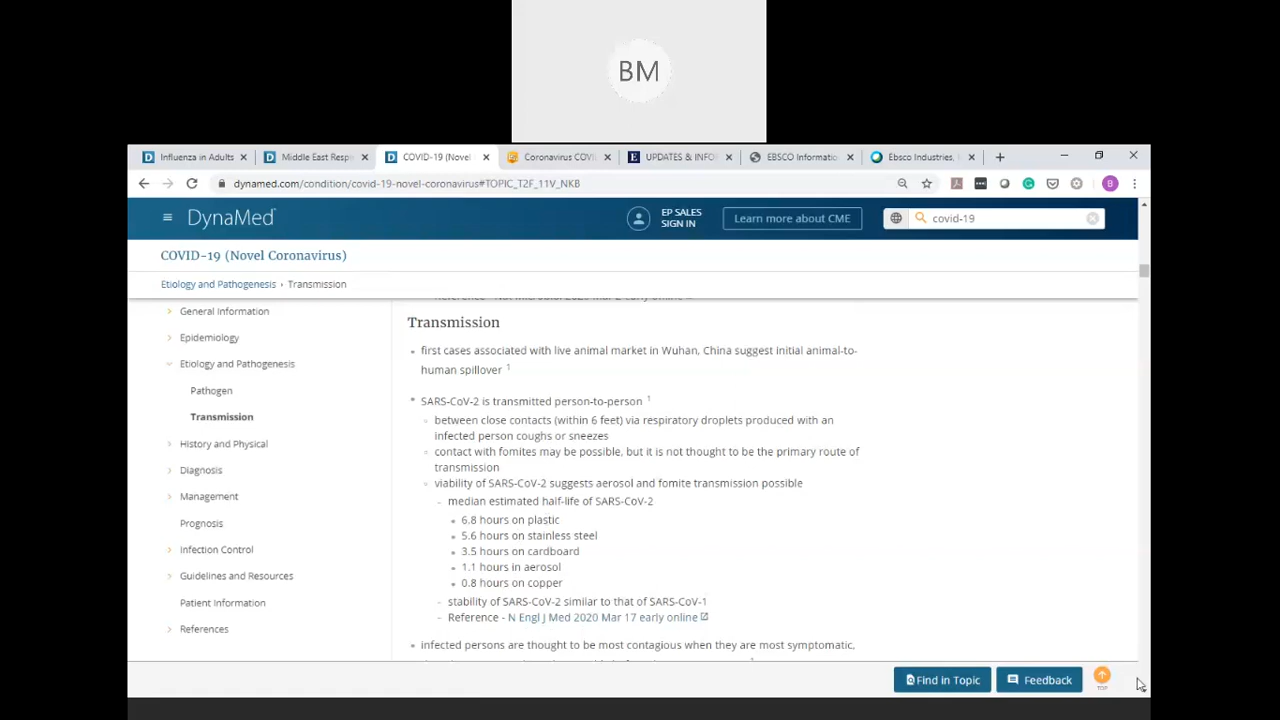 BM
Influenza in Adults
Middle East Respi
COVID-19 (Novel
Coronavirus COVI
UPDATES & INFO
EBSCO Informatio
Ebsco Industries, In
dynamed.com/condition/covid-19-novel-coronavirus#TOPIC_T2F_11V_NKB
B
DynaMed
EP SALES
SIGN IN
Learn more about CME
covid-19
COVID-19 (Novel Coronavirus)
Etiology and Pathogenesis › Transmission
General Information
Epidemiology
Etiology and Pathogenesis
Pathogen
Transmission
History and Physical
Diagnosis
Management
Prognosis
Infection Control
Guidelines and Resources
Patient Information
References
Transmission
first cases associated with live animal market in Wuhan, China suggest initial animal-to-
human spillover 1
SARS-CoV-2 is transmitted person-to-person 1
between close contacts (within 6 feet) via respiratory droplets produced with an
infected person coughs or sneezes
contact with fomites may be possible, but it is not thought to be the primary route of
transmission
viability of SARS-CoV-2 suggests aerosol and fomite transmission possible
median estimated half-life of SARS-CoV-2
6.8 hours on plastic
5.6 hours on stainless steel
3.5 hours on cardboard
1.1 hours in aerosol
0.8 hours on copper
stability of SARS-CoV-2 similar to that of SARS-CoV-1
Reference - N Engl J Med 2020 Mar 17 early online
infected persons are thought to be most contagious when they are most symptomatic,
Find in Topic
Feedback
TOP